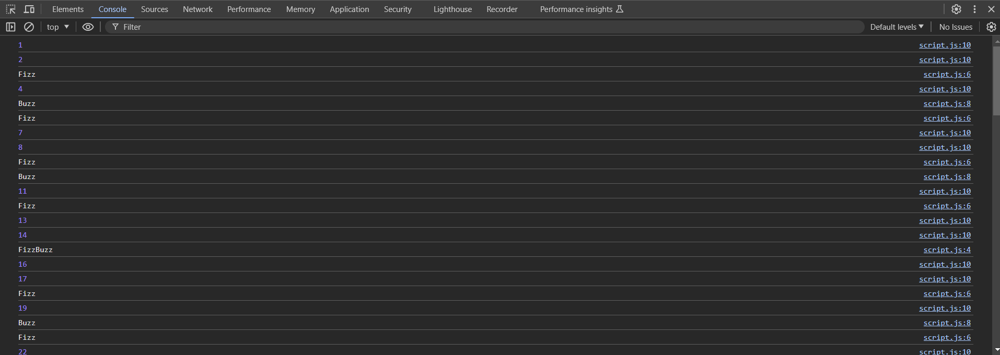 Elements Console Sources Network Performance Memory Application Security Lighthouse Recorder Performance insights
top Filter Default levels No Issues
1 script.js:10
2 script.js:10
Fizz script.js:6
4 script.js:10
Buzz script.js:8
Fizz script.js:6
7 script.js:10
8 script.js:10
Fizz script.js:6
Buzz script.js:8
11 script.js:10
Fizz script.js:6
13 script.js:10
14 script.js:10
FizzBuzz script.js:4
16 script.js:10
17 script.js:10
Fizz script.js:6
19 script.js:10
Buzz script.js:8
Fizz script.js:6
22 script.js:10